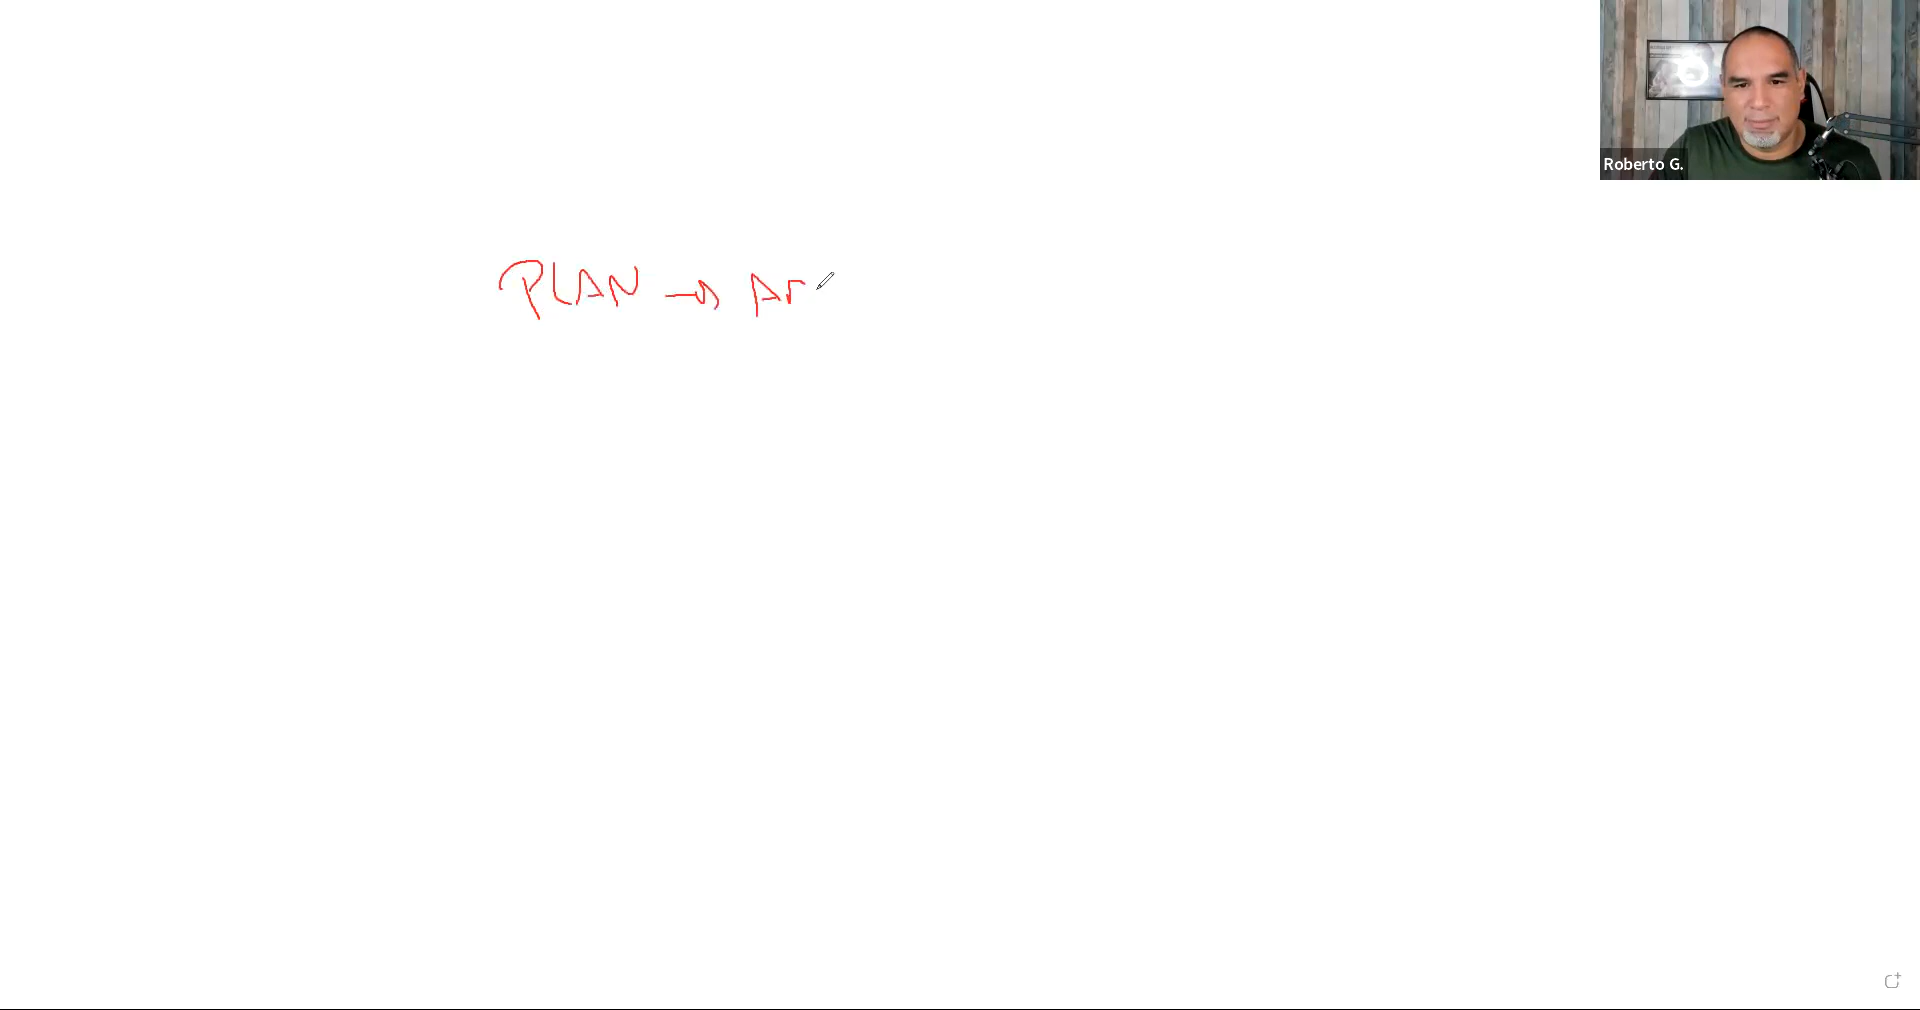 Roberto G.
PLAN → Ar